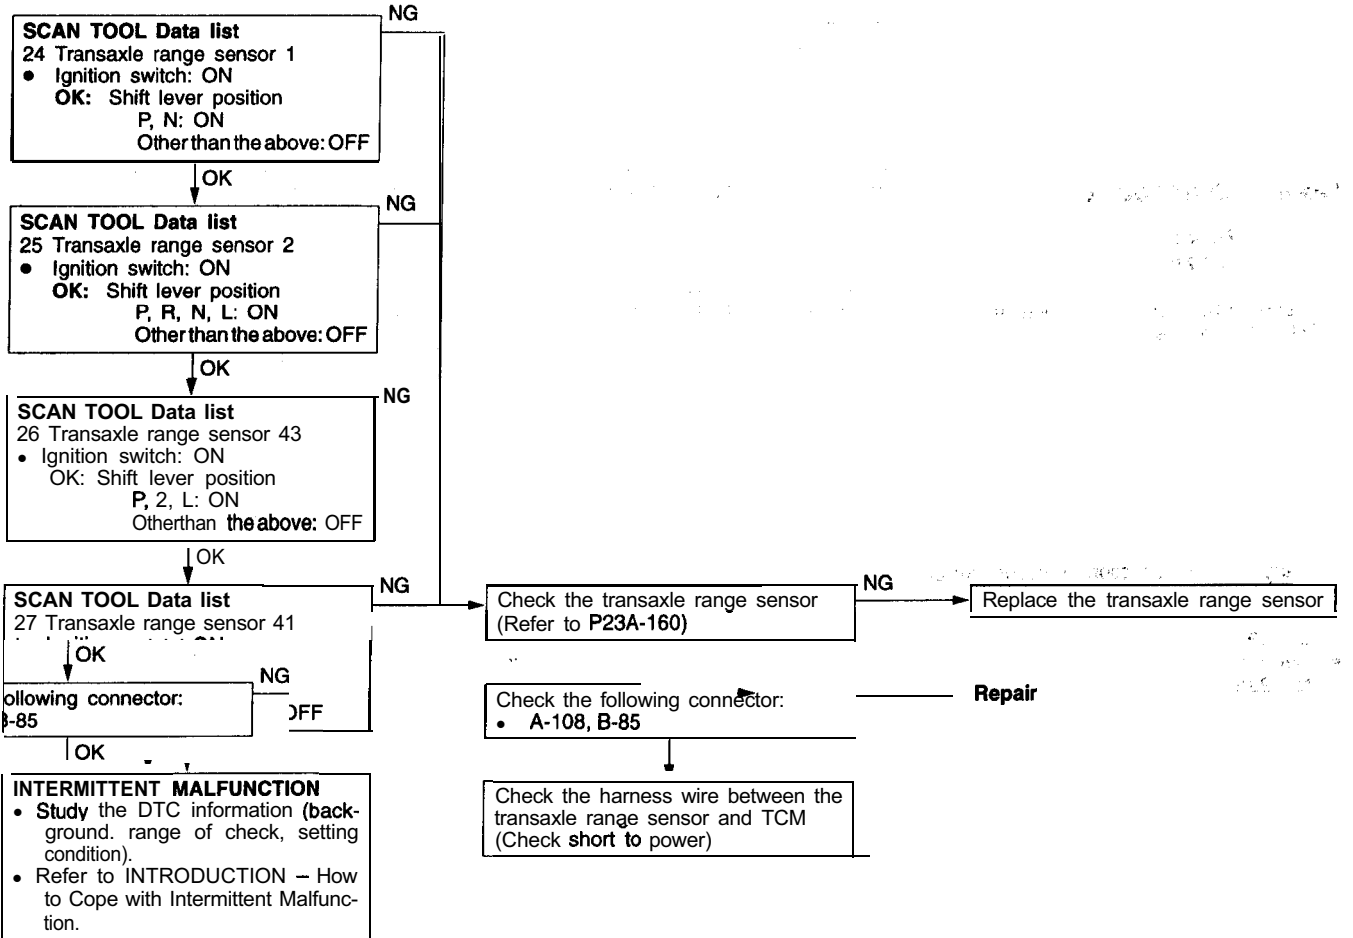 NG
SCAN TOOL Data list
24 Transaxle range sensor 1
● Ignition switch: ON
OK: Shift lever position
P, N: ON
Other than the above: OFF
OK
NG
SCAN TOOL Data list
25 Transaxle range sensor 2
● Ignition switch: ON
OK: Shift lever position
P, R, N, L: ON
Other than the above: OFF
OK
NG
SCAN TOOL Data list
26 Transaxle range sensor 43
● Ignition switch: ON
OK: Shift lever position
P, 2, L: ON
Otherthan the above: OFF
OK
NG
SCAN TOOL Data list
27 Transaxle range sensor 41
OK
NG
ollowing connector:
-85
OFF
OK
INTERMITTENT MALFUNCTION
● Study the DTC information (back-
ground. range of check, setting
condition).
● Refer to INTRODUCTION – How
to Cope with Intermittent Malfunc-
tion.
Check the transaxle range sensor
(Refer to P23A-160)
NG
Replace the transaxle range sensor
Check the following connector:
● A-108, B-85
Repair
Check the harness wire between the
transaxle range sensor and TCM
(Check short to power)